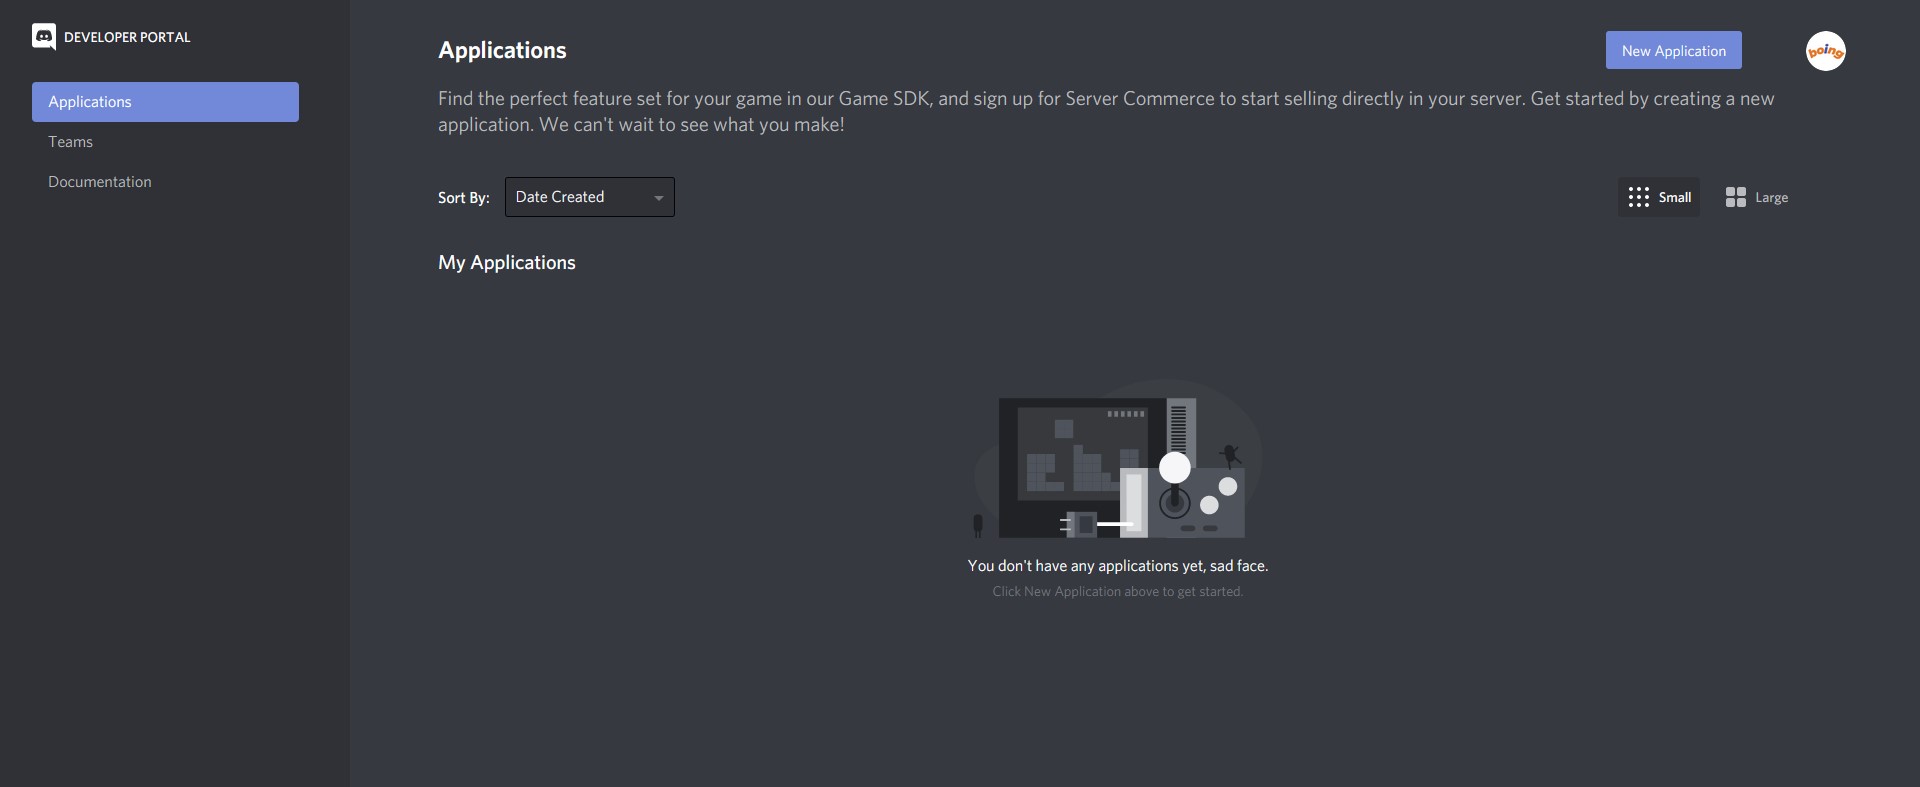 DEVELOPER PORTAL
Applications
Teams
Documentation
Applications
New Application
boing
Find the perfect feature set for your game in our Game SDK, and sign up for Server Commerce to start selling directly in your server. Get started by creating a new
application. We can't wait to see what you make!
Sort By:
Date Created
Small
Large
My Applications
You don't have any applications yet, sad face.
Click New Application above to get started.